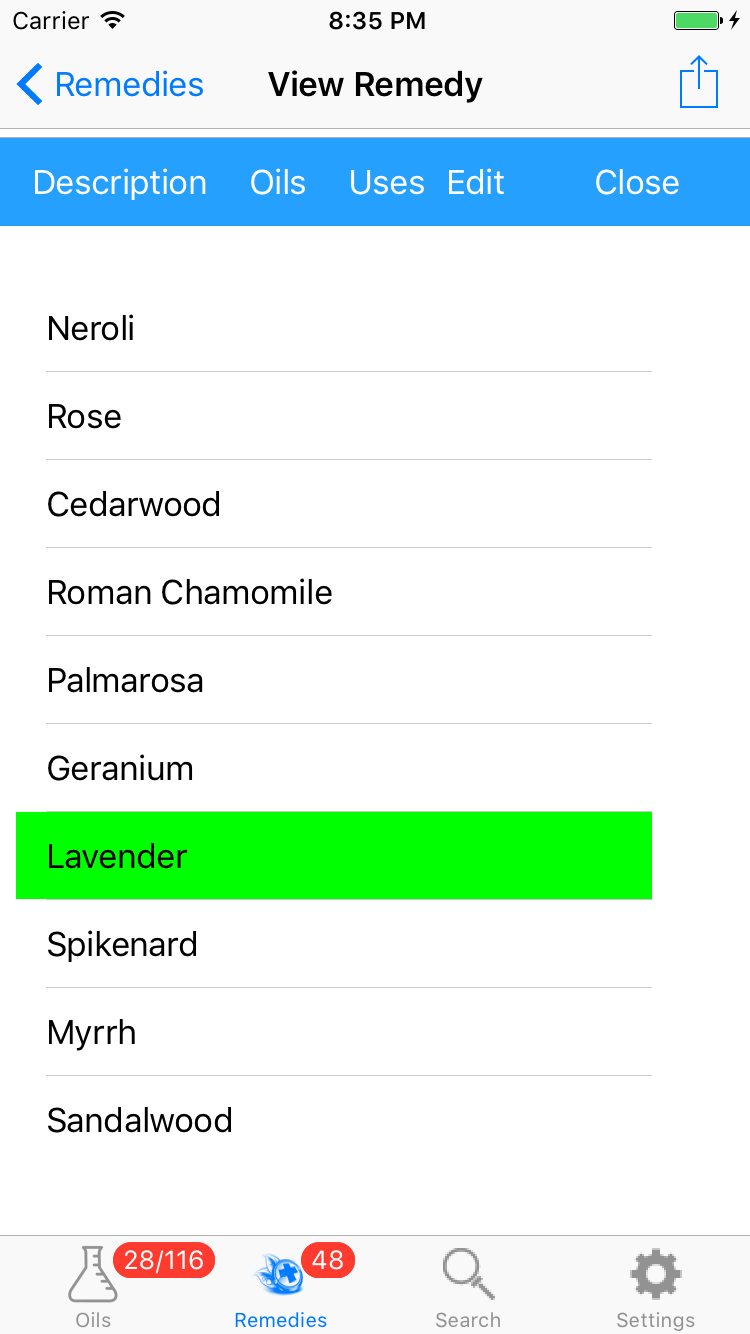 Carrier 8:35 PM
Remedies View Remedy
Description Oils Uses Edit Close
Neroli
Rose
Cedarwood
Roman Chamomile
Palmarosa
Geranium
Lavender
Spikenard
Myrrh
Sandalwood
28/116 48
Oils Remedies Search Settings